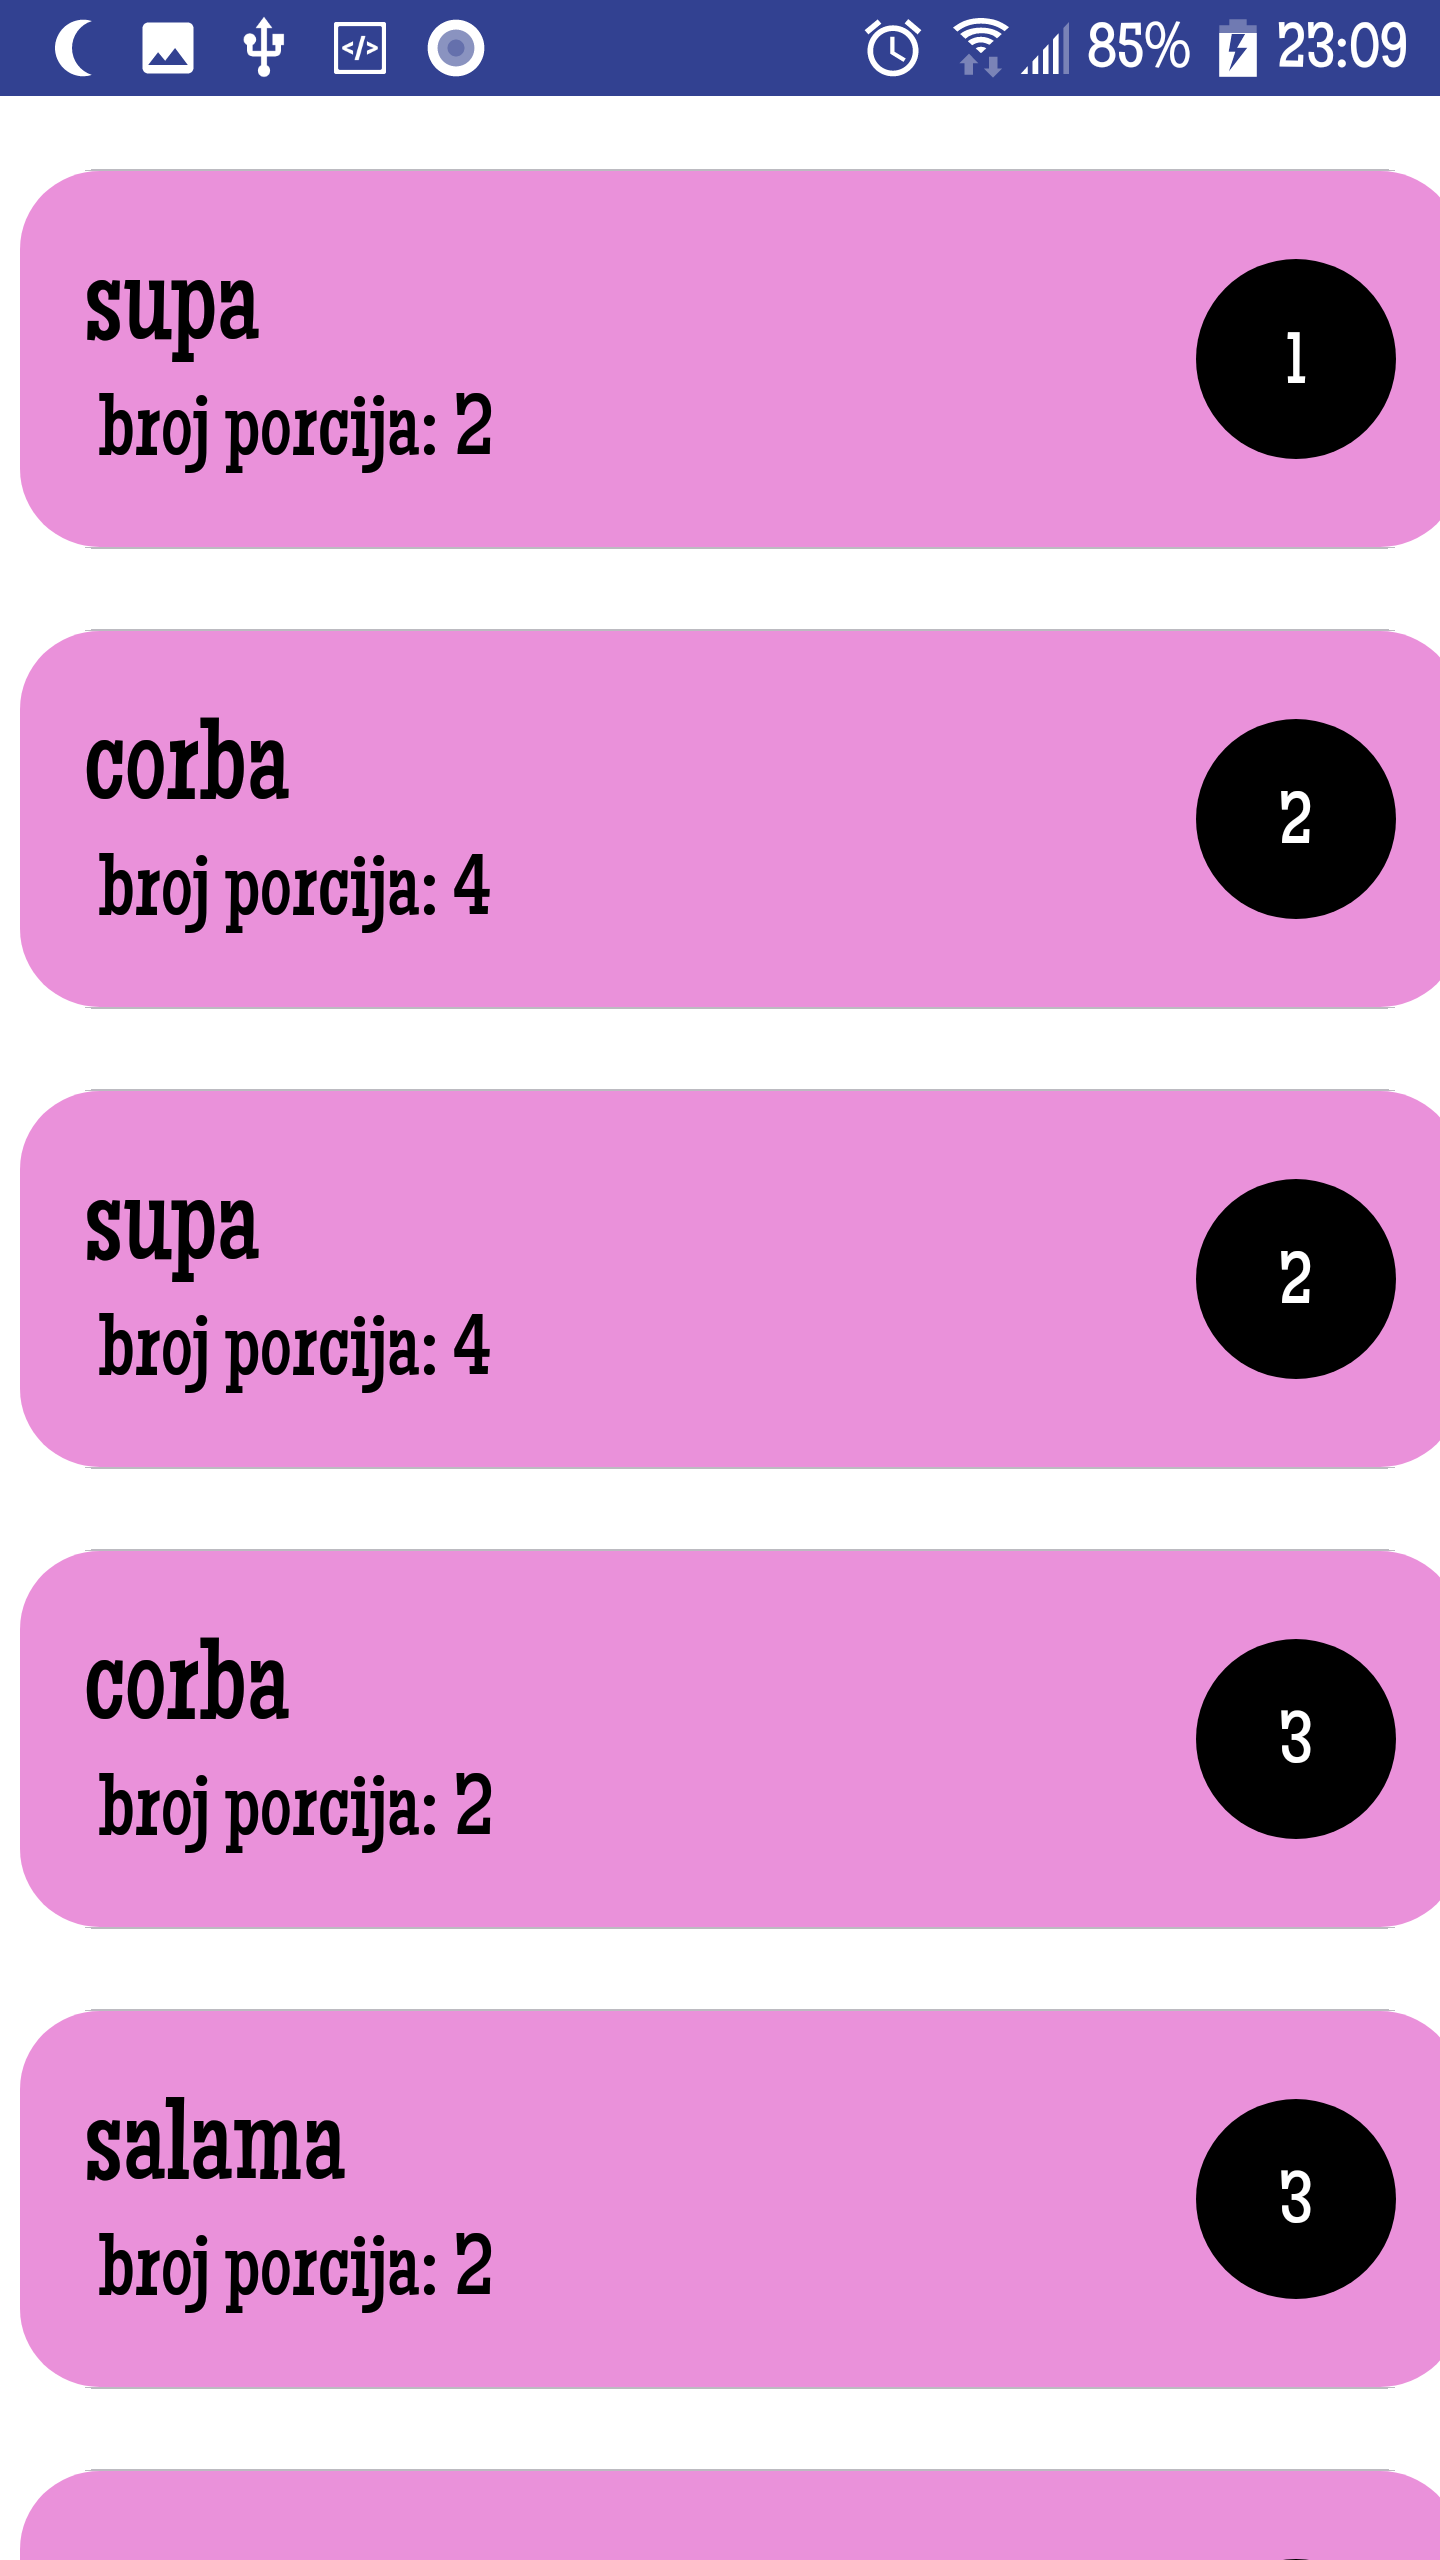 85% 23:09
supa
1
broj porcija: 2
corba
2
broj porcija: 4
supa
2
broj porcija: 4
corba
3
broj porcija: 2
salama
3
broj porcija: 2